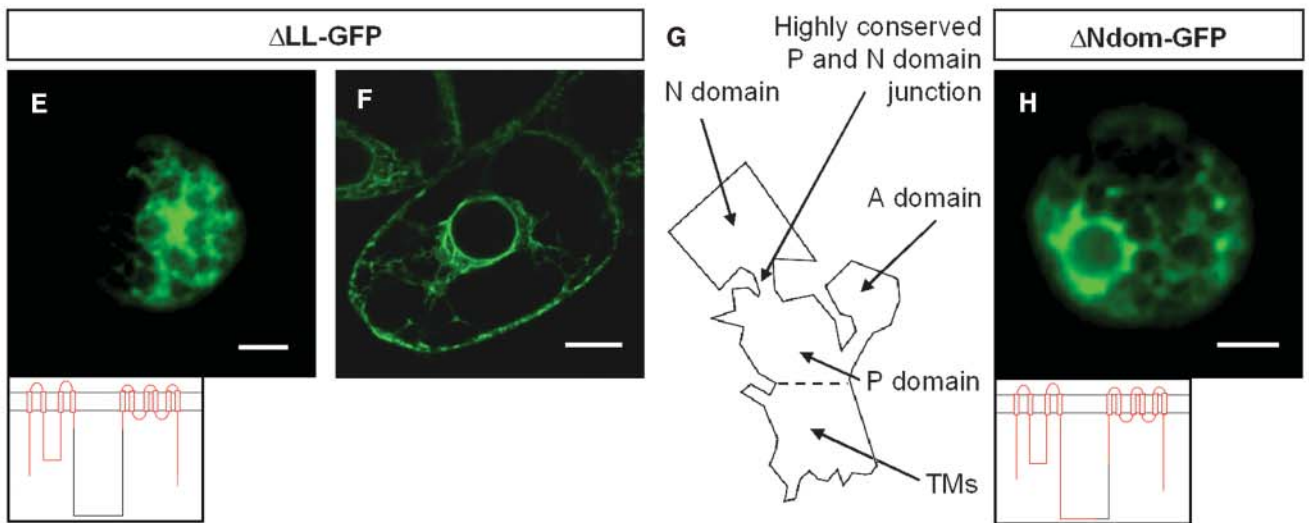 ΔLL-GFP
E
F
G
Highly conserved
P and N domain
junction
N domain
A domain
P domain
TMs
ΔNdom-GFP
H